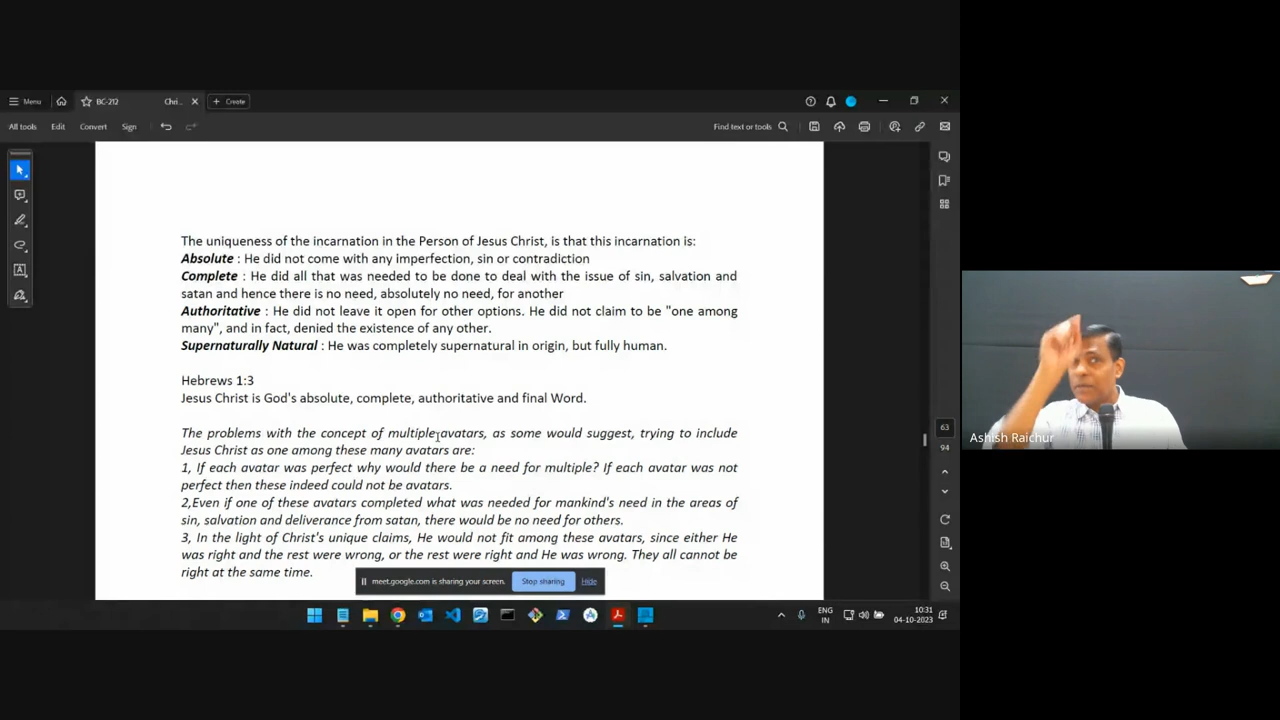 Menu
BC-212
Chri...
Create
All tools
Edit
Convert
Sign
Find text or tools
The uniqueness of the incarnation in the Person of Jesus Christ, is that this incarnation is:
Absolute : He did not come with any imperfection, sin or contradiction
Complete : He did all that was needed to be done to deal with the issue of sin, salvation and
satan and hence there is no need, absolutely no need, for another
Authoritative : He did not leave it open for other options. He did not claim to be "one among
many", and in fact, denied the existence of any other.
Supernaturally Natural : He was completely supernatural in origin, but fully human.
Hebrews 1:3
Jesus Christ is God's absolute, complete, authoritative and final Word.
The problems with the concept of multiple avatars, as some would suggest, trying to include
Jesus Christ as one among these many avatars are:
1, If each avatar was perfect why would there be a need for multiple? If each avatar was not
perfect then these indeed could not be avatars.
2,Even if one of these avatars completed what was needed for mankind's need in the areas of
sin, salvation and deliverance from satan, there would be no need for others.
3, In the light of Christ's unique claims, He would not fit among these avatars, since either He
was right and the rest were wrong, or the rest were right and He was wrong. They all cannot be
right at the same time.
63
94
meet.google.com is sharing your screen.
Stop sharing
Hide
ENG
IN
10:31
04-10-2023
Ashish Raichur